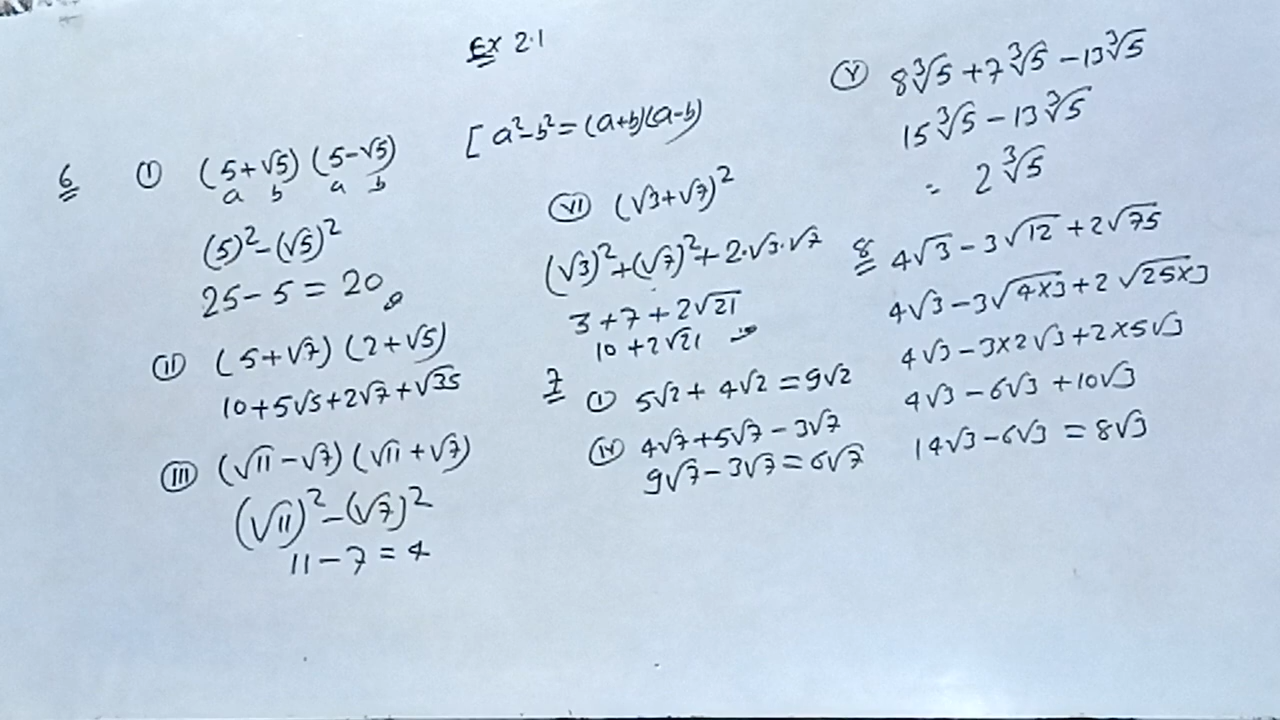 Ex 2.1
6 (I) (5+√5) (5-√5)
a b a b
(5)²-(√5)²
25-5=20
(II) (5+√7) (2+√5)
10+5√5+2√7+√35
(III) (√11-√7) (√11+√7)
(√11)²-(√7)²
11-7=4
[a²-b²=(a+b)(a-b)
(VI) (√3+√7)²
(√3)²+(√7)²+2·√3·√7
3+7+2√21
10+2√21
7 (I) 5√2+4√2=9√2
(IV) 4√7+5√7-3√7
9√7-3√7=6√7
(V) 8∛5+7∛5-13∛5
15∛5-13∛5
= 2∛5
8 4√3-3√12+2√75
4√3-3√4×3+2√25×3
4√3-3×2√3+2×5√3
4√3-6√3+10√3
14√3-6√3=8√3